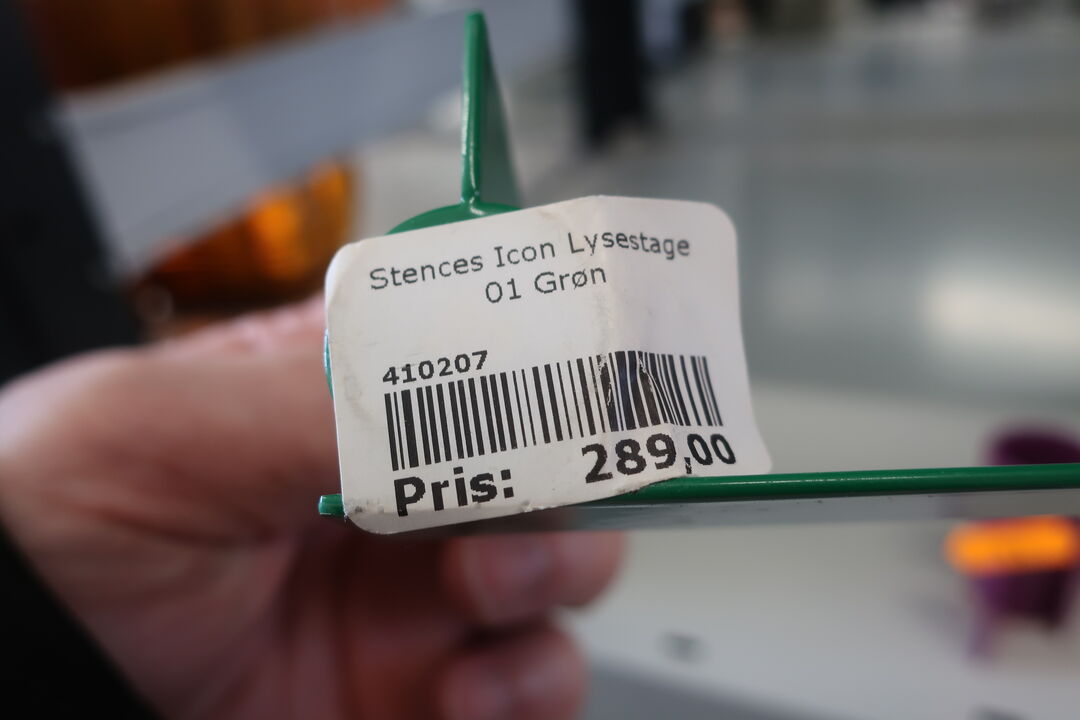 Stences Icon Lysestage
01 Grøn
410207
Pris: 289,00